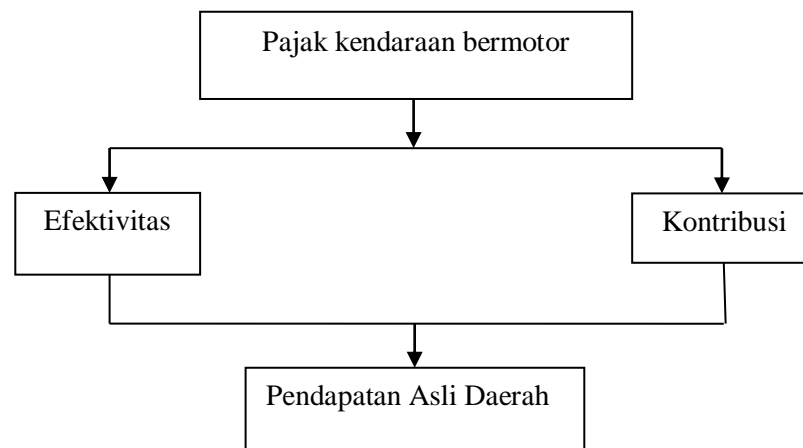 Pajak kendaraan bermotor
Efektivitas
Kontribusi
Pendapatan Asli Daerah